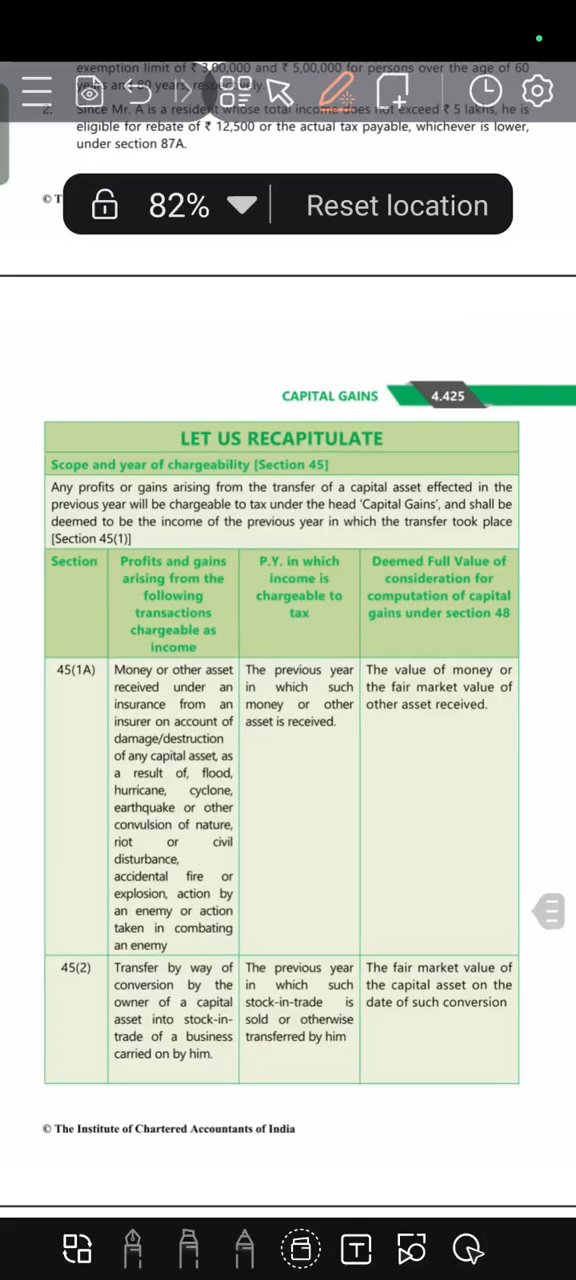 exemption limit of ₹ 3,00,000 and ₹ 5,00,000 for persons over the age of 60
years and 80 years, respectively.
2. Since Mr. A is a resident whose total income does not exceed ₹ 5 lakhs, he is
eligible for rebate of ₹ 12,500 or the actual tax payable, whichever is lower,
under section 87A.
© T
82% Reset location
CAPITAL GAINS 4.425
LET US RECAPITULATE
Scope and year of chargeability [Section 45]
Any profits or gains arising from the transfer of a capital asset effected in the
previous year will be chargeable to tax under the head ‘Capital Gains’, and shall be
deemed to be the income of the previous year in which the transfer took place
[Section 45(1)]
Section
Profits and gains
arising from the
following
transactions
chargeable as
income
P.Y. in which
income is
chargeable to
tax
Deemed Full Value of
consideration for
computation of capital
gains under section 48
45(1A)
Money or other asset
received under an
insurance from an
insurer on account of
damage/destruction
of any capital asset, as
a result of, flood,
hurricane, cyclone,
earthquake or other
convulsion of nature,
riot or civil
disturbance,
accidental fire or
explosion, action by
an enemy or action
taken in combating
an enemy
The previous year
in which such
money or other
asset is received.
The value of money or
the fair market value of
other asset received.
45(2)
Transfer by way of
conversion by the
owner of a capital
asset into stock-in-
trade of a business
carried on by him.
The previous year
in which such
stock-in-trade is
sold or otherwise
transferred by him
The fair market value of
the capital asset on the
date of such conversion
© The Institute of Chartered Accountants of India
T